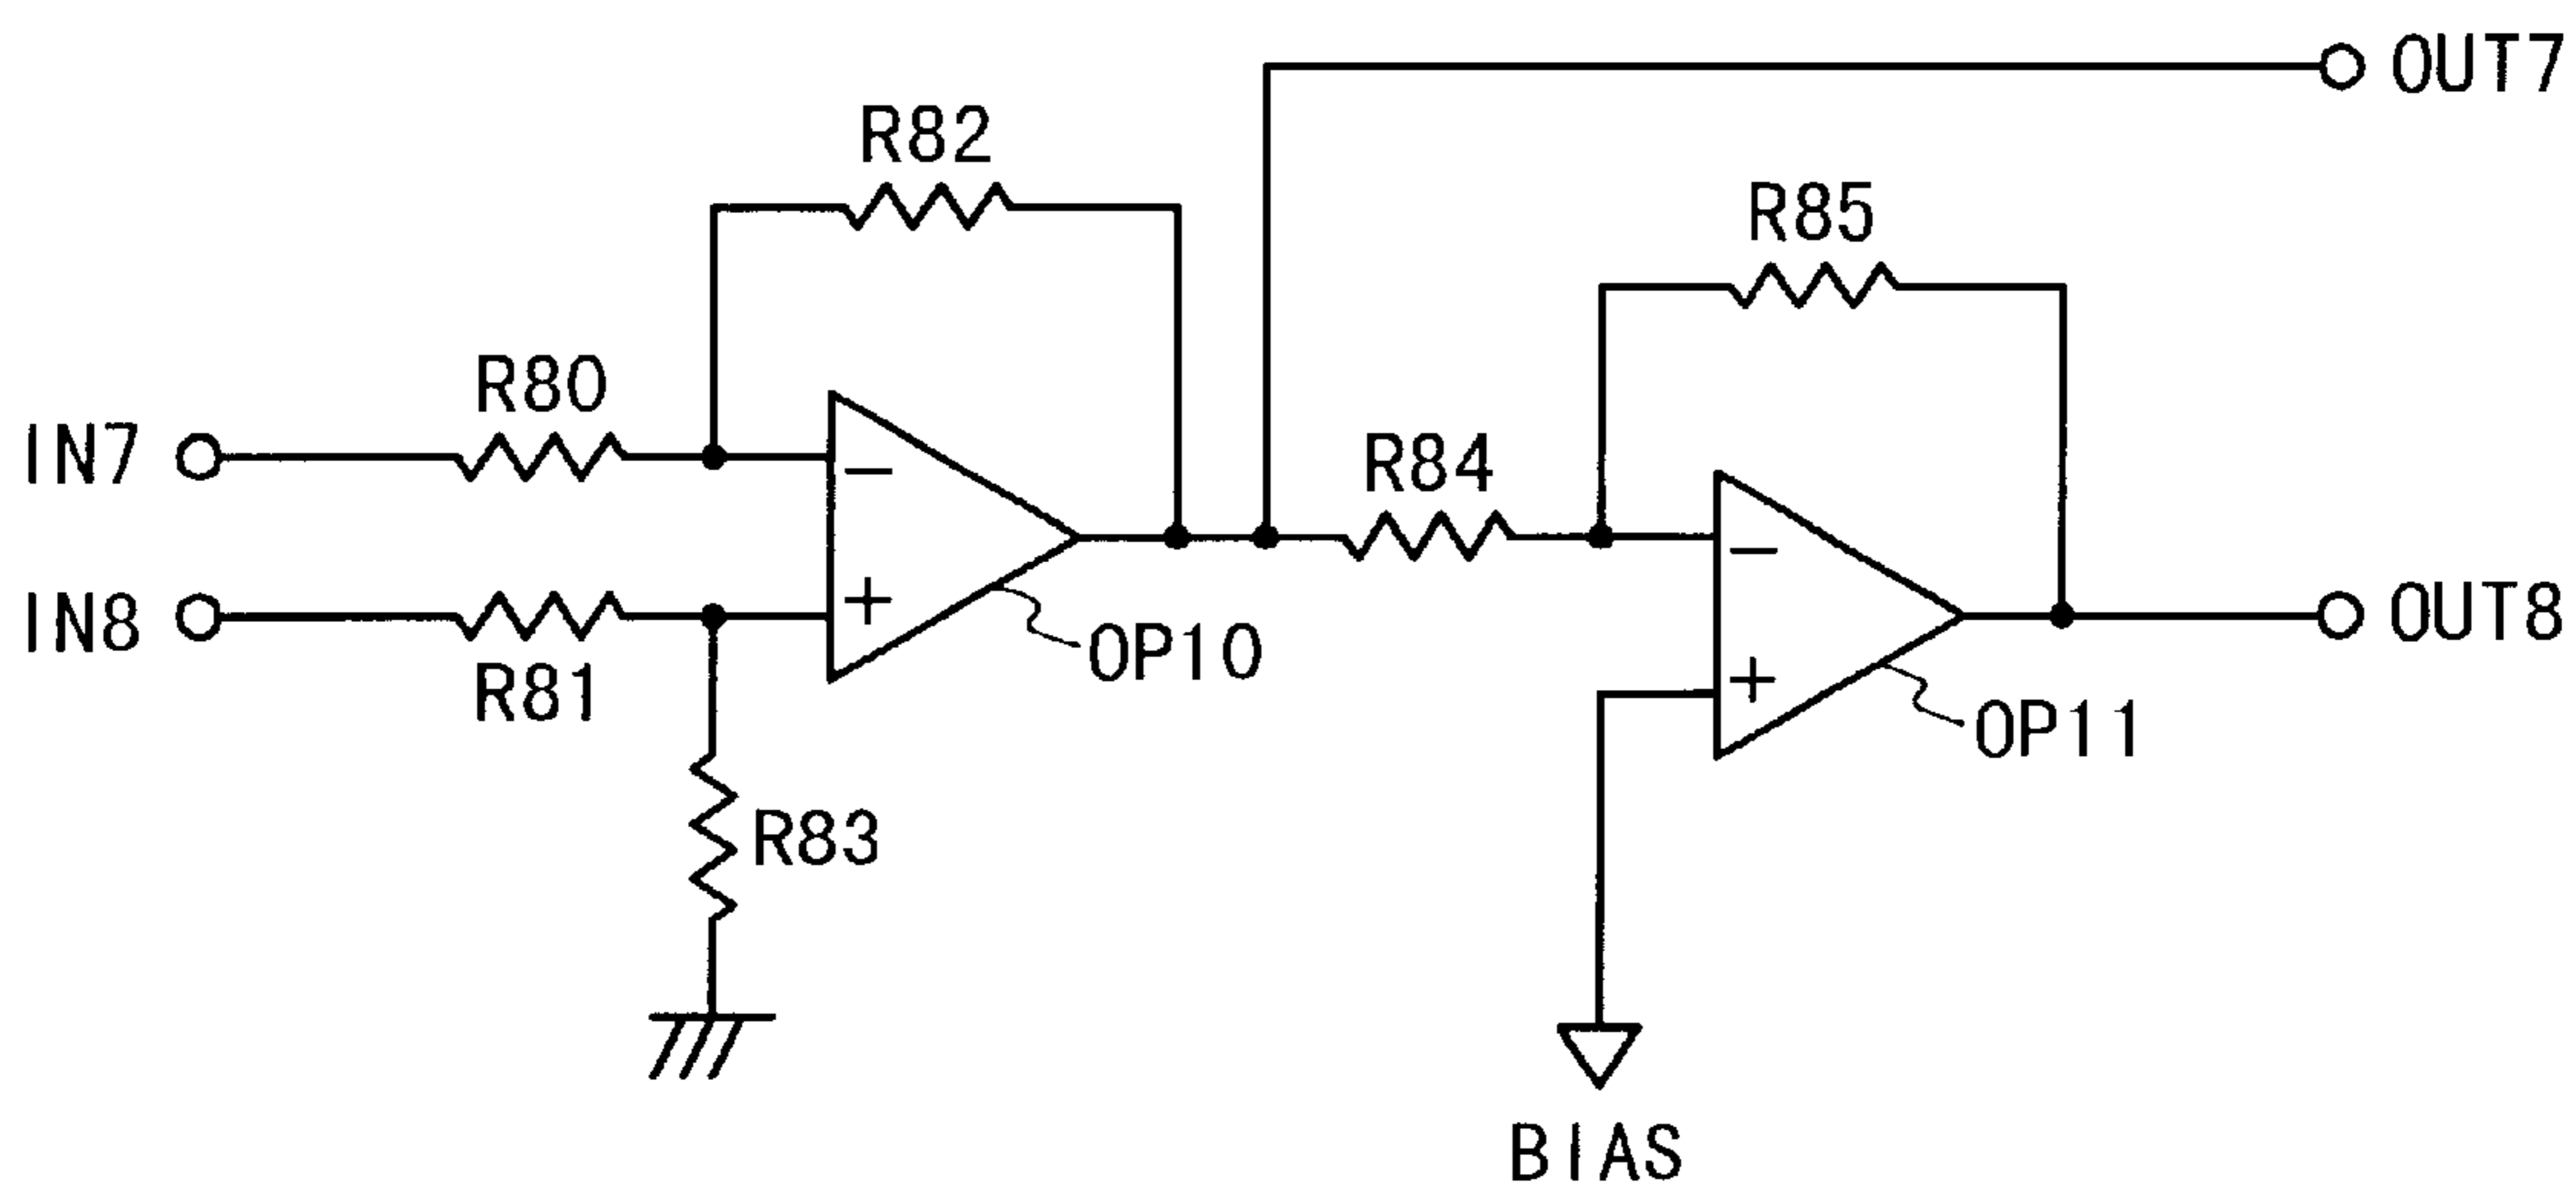 OUT7
R82
R85
R80
IN7
R84
−
−
IN8
+
OUT8
OP10
R81
+
OP11
R83
BIAS